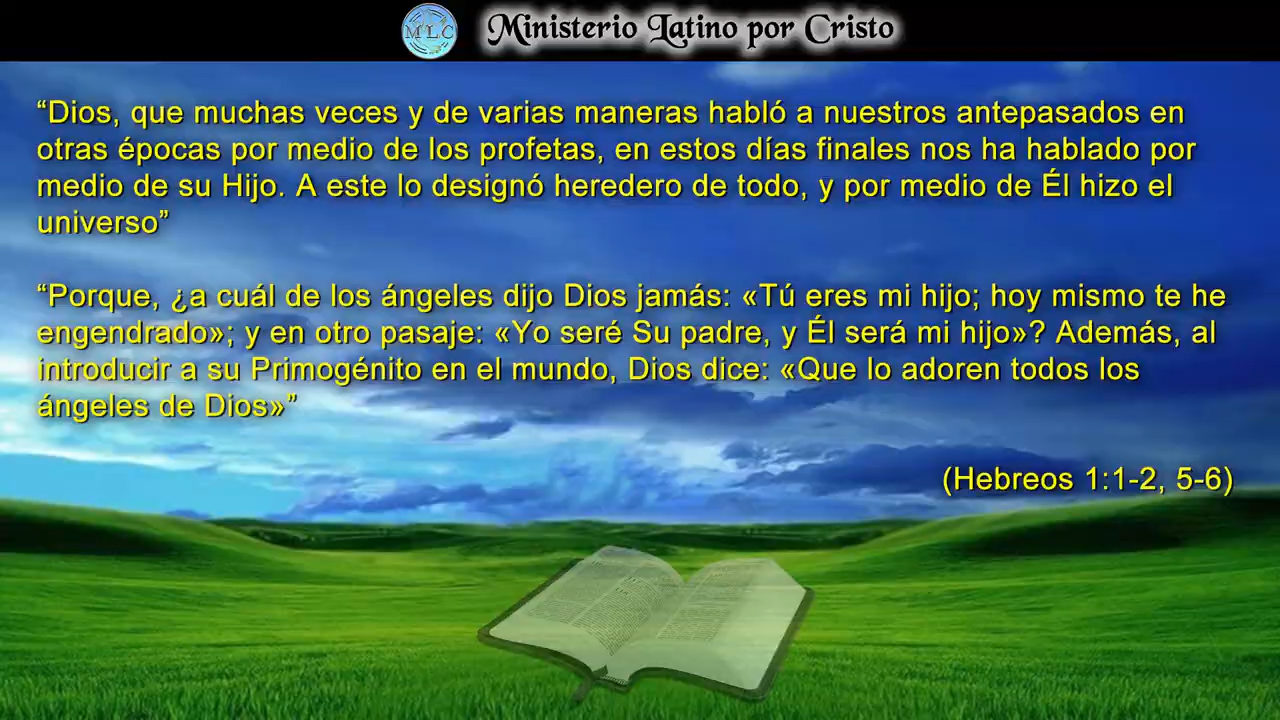 MLC
Ministerio Latino por Cristo
“Dios, que muchas veces y de varias maneras habló a nuestros antepasados en
otras épocas por medio de los profetas, en estos días finales nos ha hablado por
medio de su Hijo. A este lo designó heredero de todo, y por medio de Él hizo el
universo”
“Porque, ¿a cuál de los ángeles dijo Dios jamás: «Tú eres mi hijo; hoy mismo te he
engendrado»; y en otro pasaje: «Yo seré Su padre, y Él será mi hijo»? Además, al
introducir a su Primogénito en el mundo, Dios dice: «Que lo adoren todos los
ángeles de Dios»”
(Hebreos 1:1-2, 5-6)